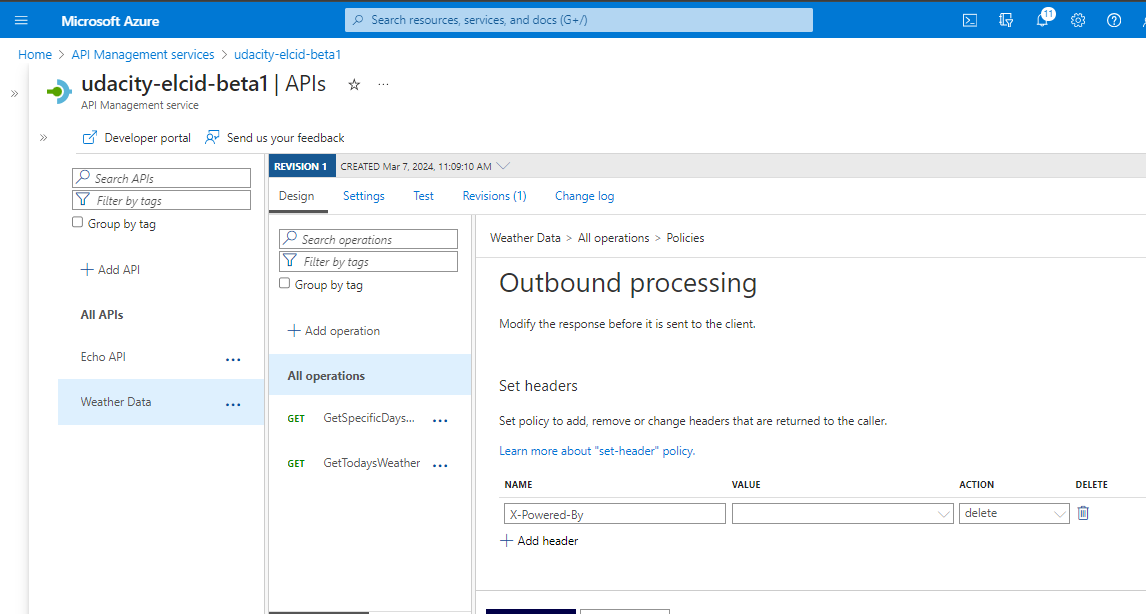 Microsoft Azure
Search resources, services, and docs (G+/)
11
Home > API Management services > udacity-elcid-beta1
udacity-elcid-beta1 | APIs
API Management service
Developer portal
Send us your feedback
Search APIs
Filter by tags
Group by tag
Add API
All APIs
Echo API
Weather Data
REVISION 1
CREATED Mar 7, 2024, 11:09:10 AM
Design
Settings
Test
Revisions (1)
Change log
Search operations
Filter by tags
Group by tag
Add operation
All operations
GET GetSpecificDays...
GET GetTodaysWeather
Weather Data > All operations > Policies
Outbound processing
Modify the response before it is sent to the client.
Set headers
Set policy to add, remove or change headers that are returned to the caller.
Learn more about "set-header" policy.
NAME VALUE ACTION DELETE
X-Powered-By delete
Add header